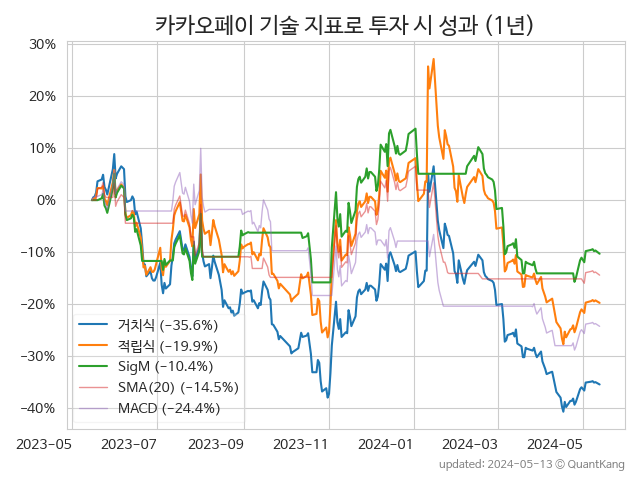 카카오페이 기술 지표로 투자 시 성과 (1년)
30%
20%
10%
0%
−10%
−20%
−30%
−40%
거치식 (−35.6%)
적립식 (−19.9%)
SigM (−10.4%)
SMA(20) (−14.5%)
MACD (−24.4%)
2023-05 2023-07 2023-09 2023-11 2024-01 2024-03 2024-05
updated: 2024-05-13 © QuantKang